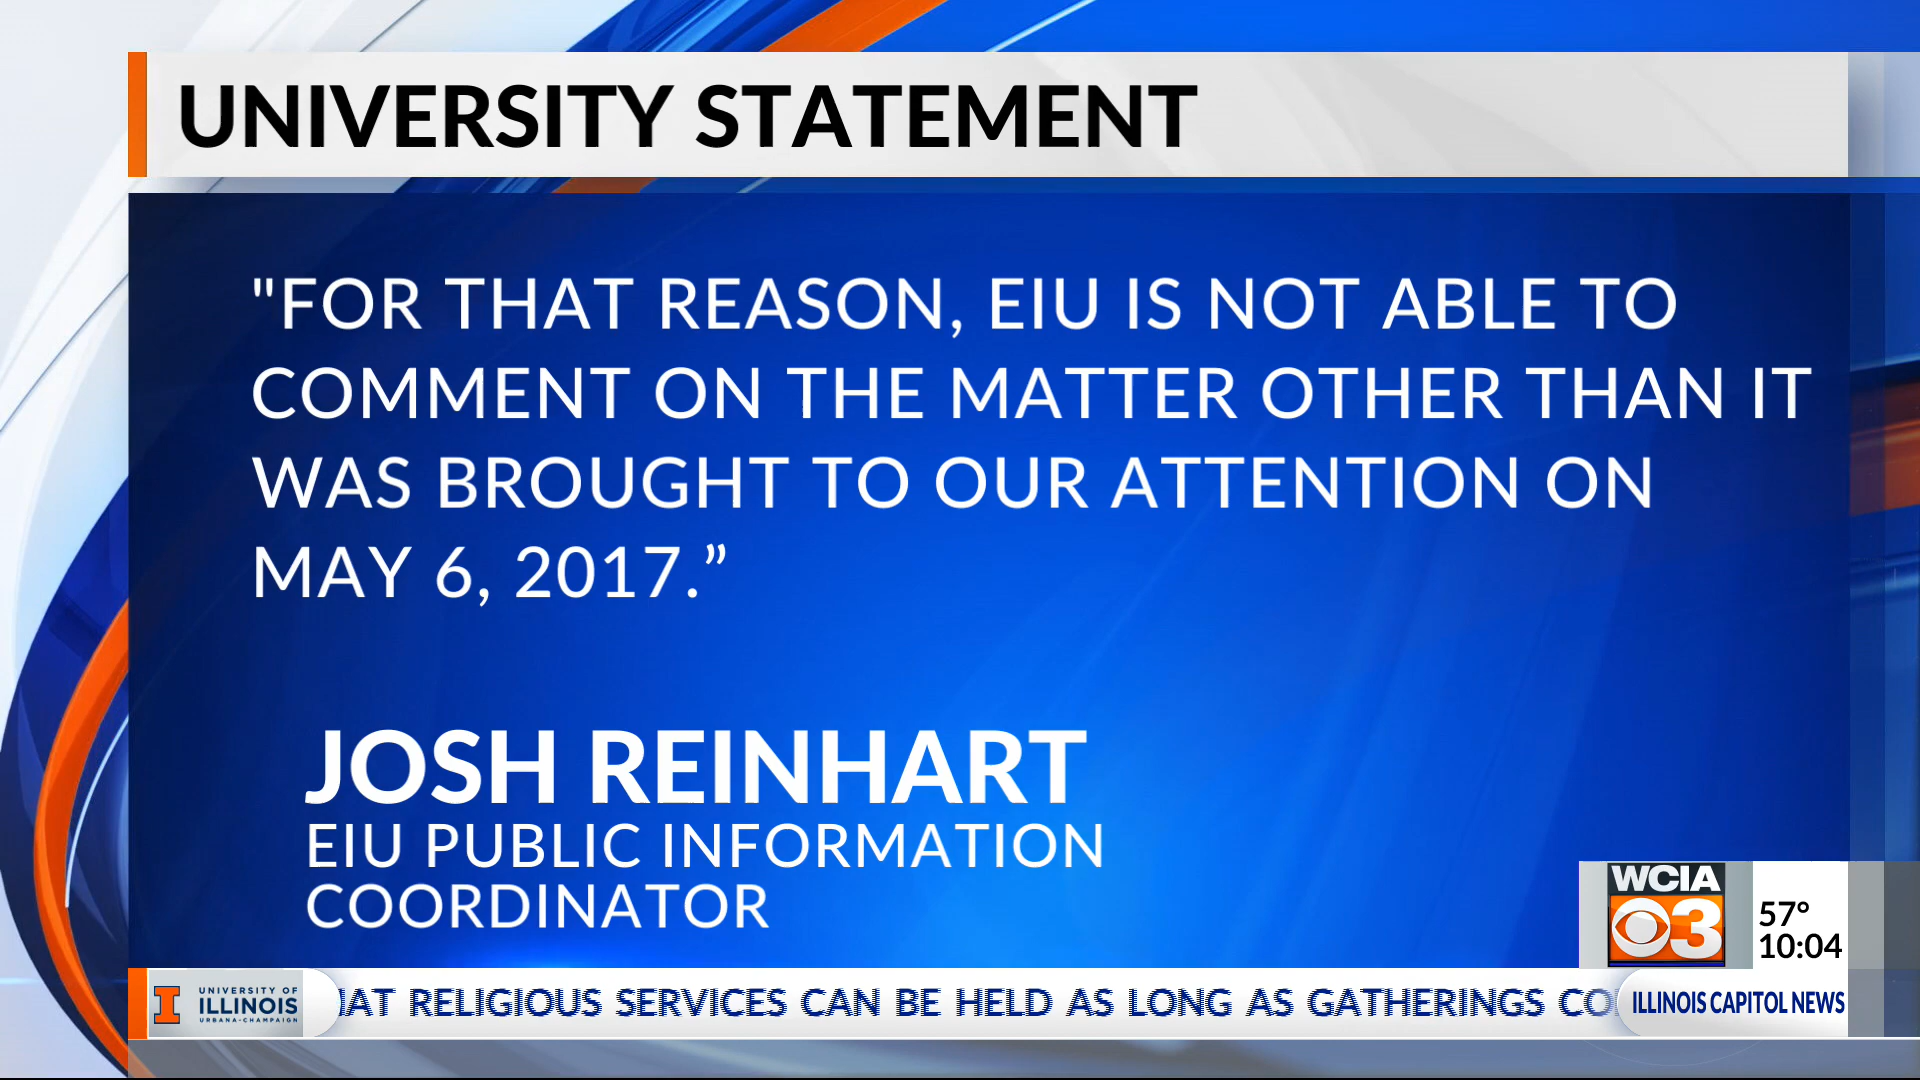 UNIVERSITY STATEMENT
"FOR THAT REASON, EIU IS NOT ABLE TO
COMMENT ON THE MATTER OTHER THAN IT
WAS BROUGHT TO OUR ATTENTION ON
MAY 6, 2017.”
JOSH REINHART
EIU PUBLIC INFORMATION
COORDINATOR
WCIA
3
57°
10:04
UNIVERSITY OF
ILLINOIS
URBANA-CHAMPAIGN
RELIGIOUS SERVICES CAN BE HELD AS LONG AS GATHERINGS
ILLINOIS CAPITOL NEWS